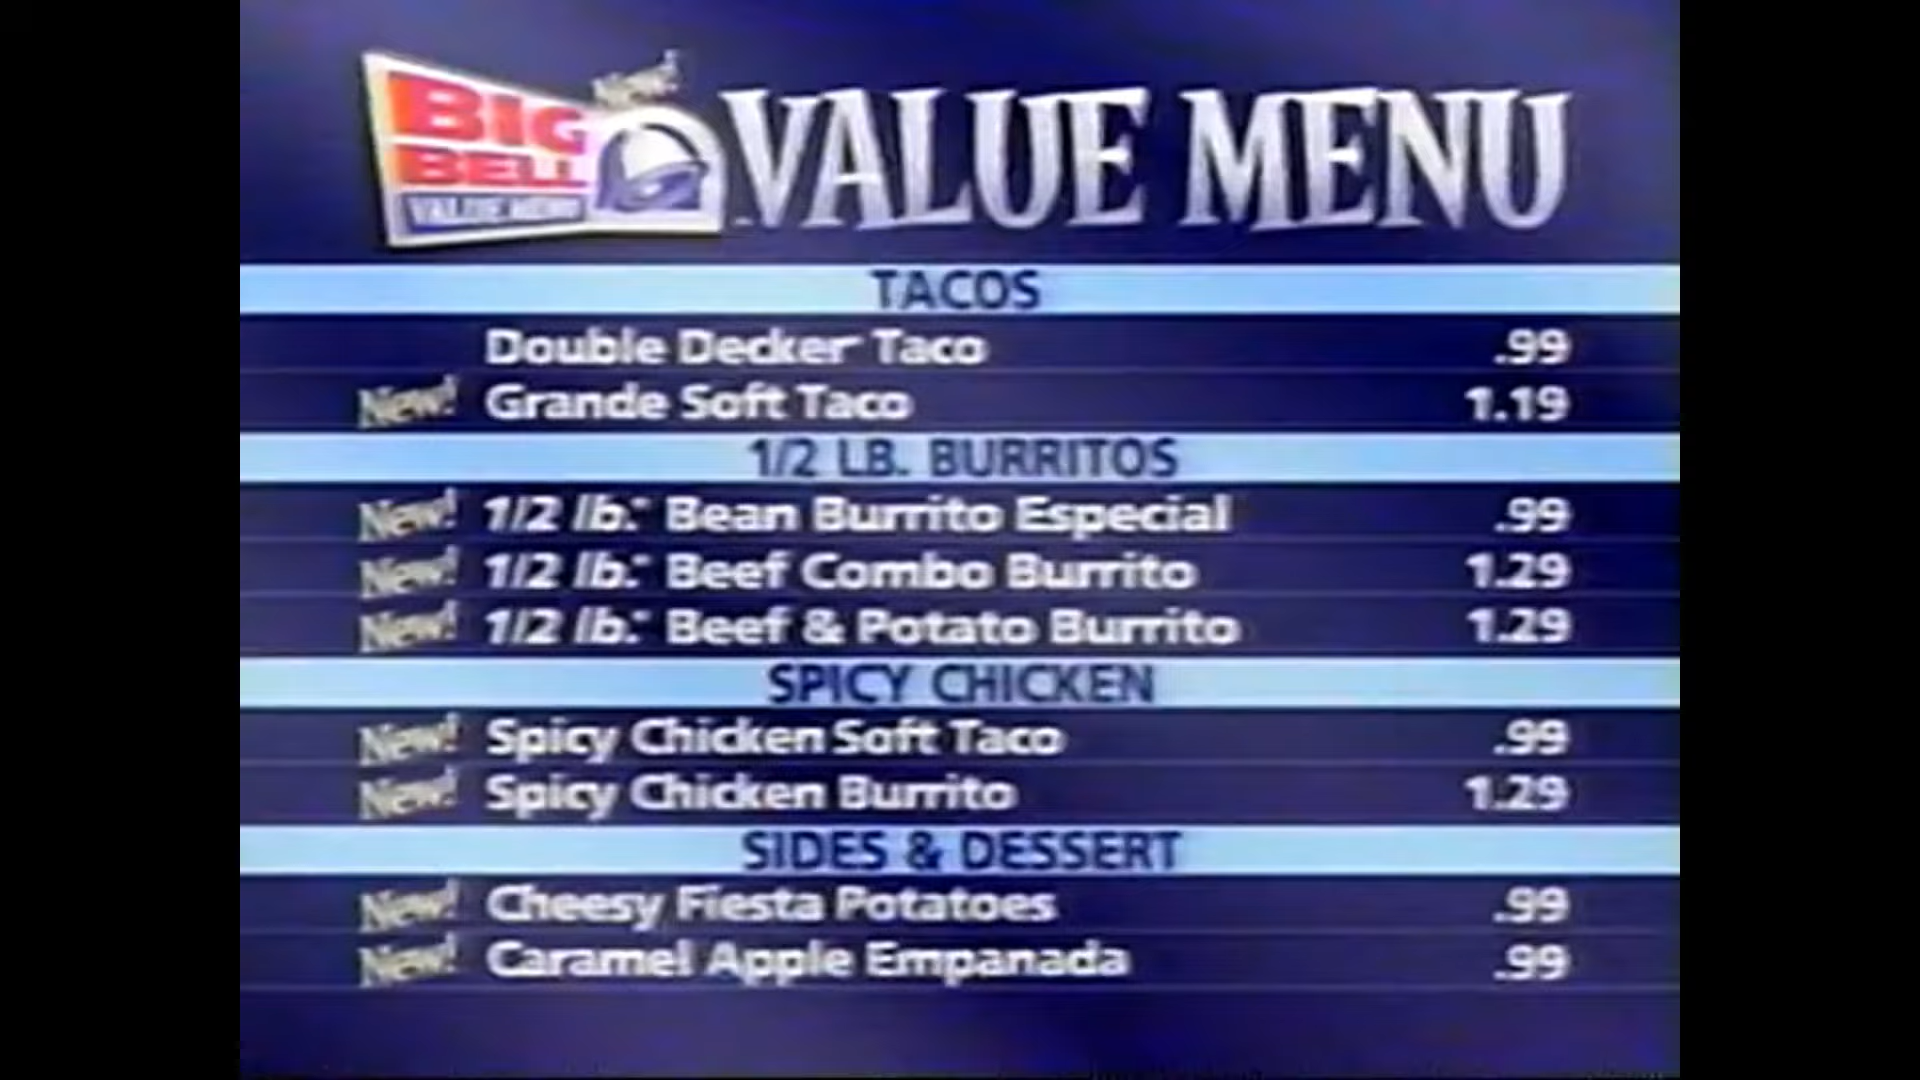 New!
BIG
BELL
VALUE MENU
VALUE MENU
TACOS
Double Decker Taco .99
New! Grande Soft Taco 1.19
1/2 LB. BURRITOS
New! 1/2 lb.* Bean Burrito Especial .99
New! 1/2 lb.* Beef Combo Burrito 1.29
New! 1/2 lb.* Beef & Potato Burrito 1.29
SPICY CHICKEN
New! Spicy Chicken Soft Taco .99
New! Spicy Chicken Burrito 1.29
SIDES & DESSERT
New! Cheesy Fiesta Potatoes .99
New! Caramel Apple Empanada .99